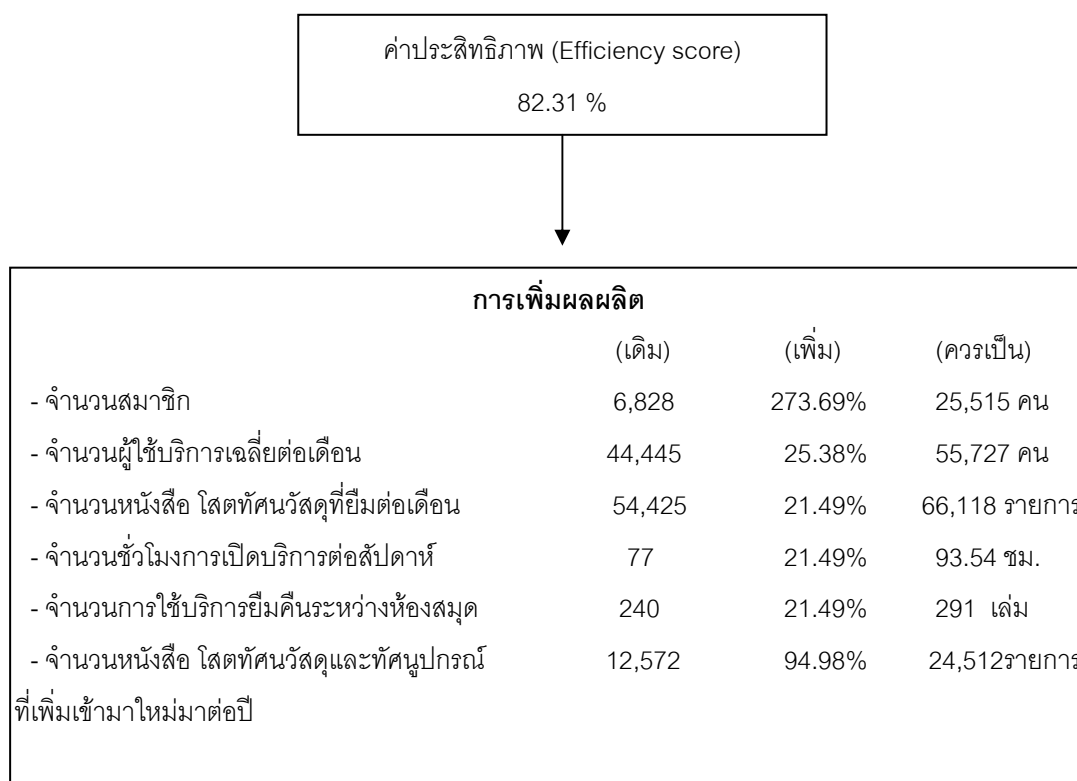 ค่าประสิทธิภาพ (Efficiency score)
82.31 %
การเพิ่มผลผลิต
(เดิม) (เพิ่ม) (ควรเป็น)
- จำนวนสมาชิก 6,828 273.69% 25,515 คน
- จำนวนผู้ใช้บริการเฉลี่ยต่อเดือน 44,445 25.38% 55,727 คน
- จำนวนหนังสือ โสตทัศนวัสดุที่ยืมต่อเดือน 54,425 21.49% 66,118 รายการ
- จำนวนชั่วโมงการเปิดบริการต่อสัปดาห์ 77 21.49% 93.54 ชม.
- จำนวนการใช้บริการยืมคืนระหว่างห้องสมุด 240 21.49% 291 เล่ม
- จำนวนหนังสือ โสตทัศนวัสดุและทัศนูปกรณ์ 12,572 94.98% 24,512รายการ
ที่เพิ่มเข้ามาใหม่มาต่อปี